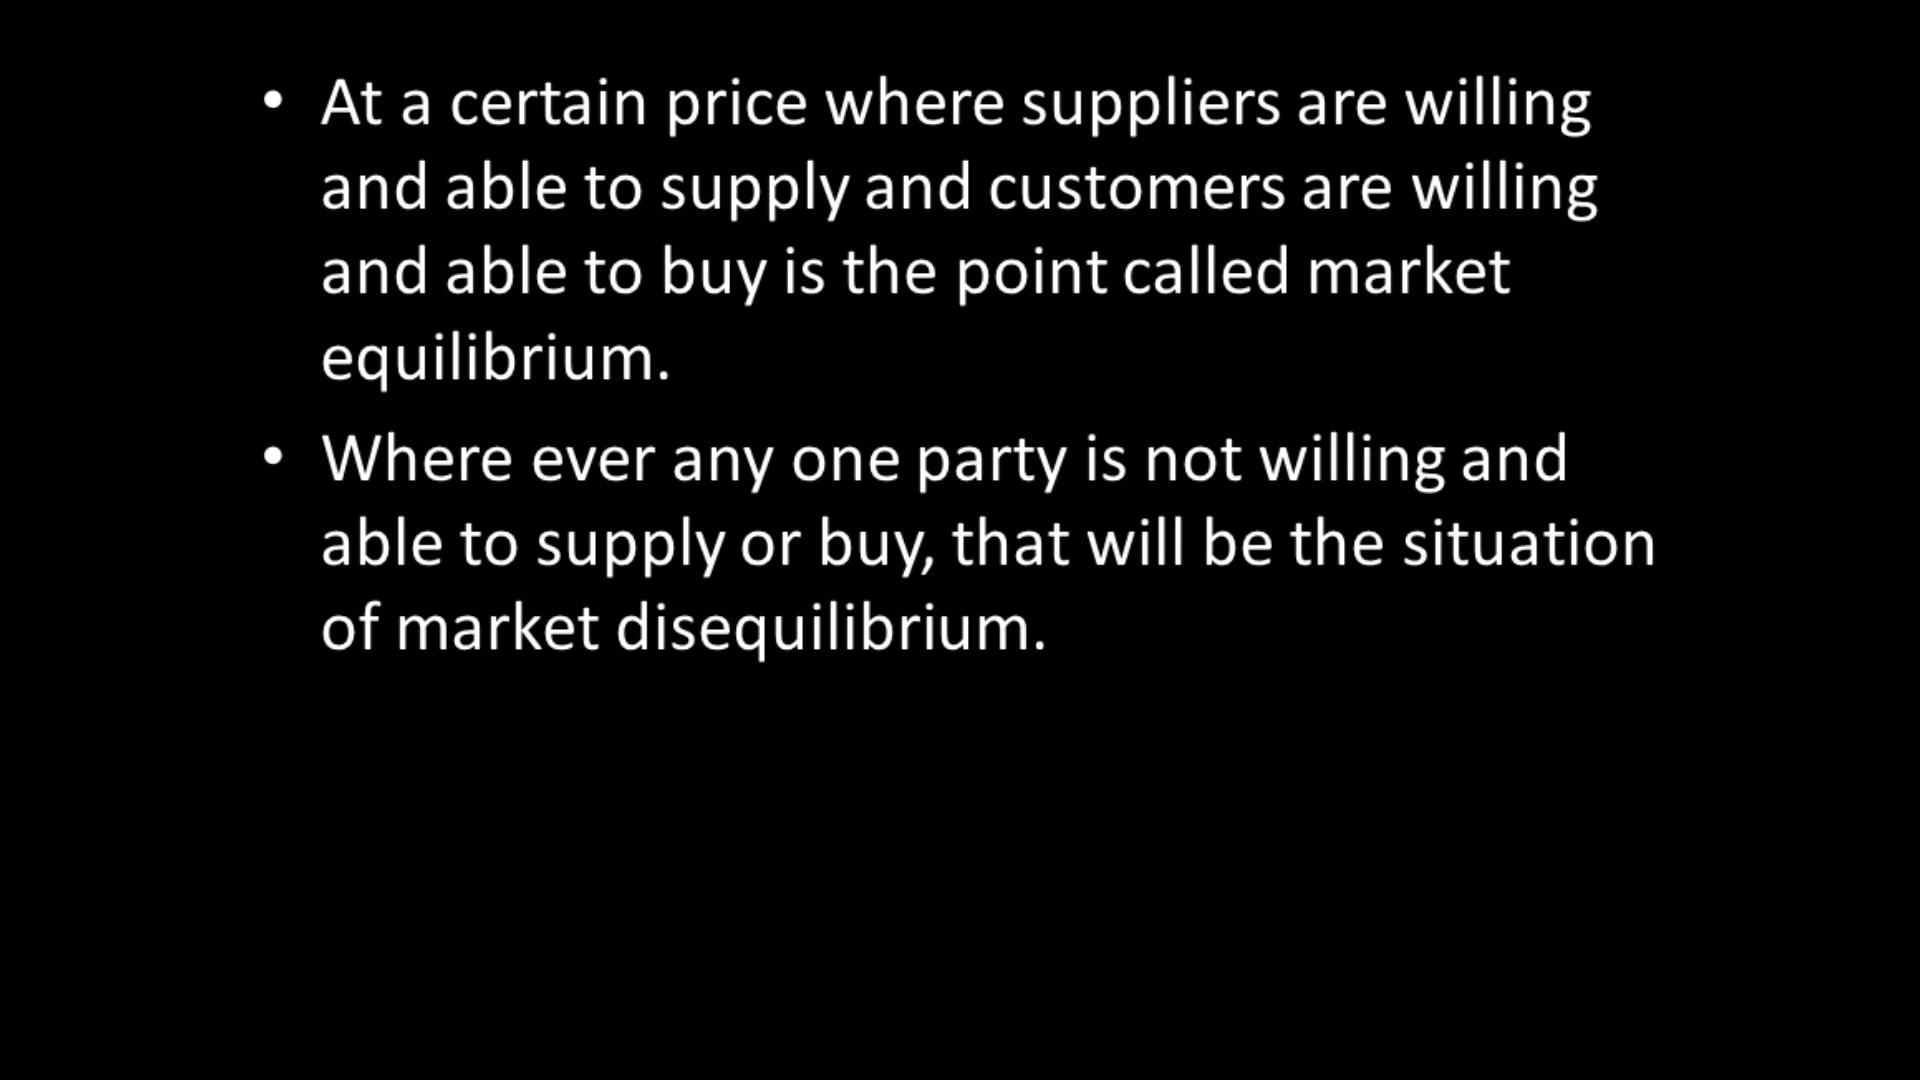 • At a certain price where suppliers are willing
and able to supply and customers are willing
and able to buy is the point called market
equilibrium.
• Where ever any one party is not willing and
able to supply or buy, that will be the situation
of market disequilibrium.